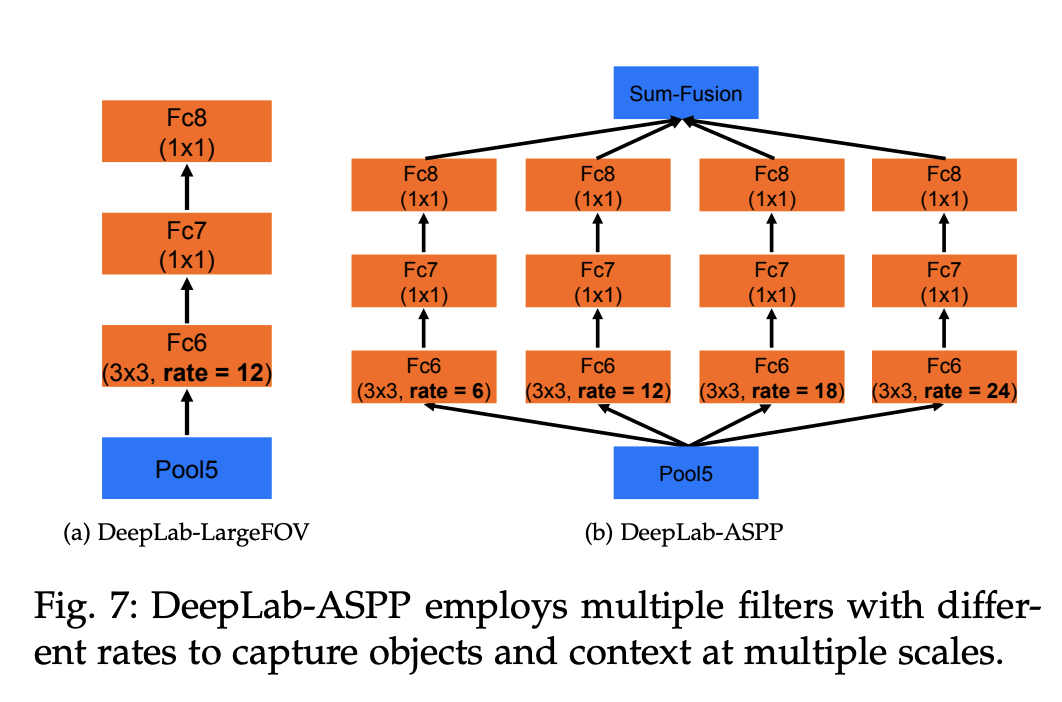 Fc8
(1x1)
Fc7
(1x1)
Fc6
(3x3, rate = 12)
Pool5
(a) DeepLab-LargeFOV
Sum-Fusion
Fc8
(1x1)
Fc8
(1x1)
Fc8
(1x1)
Fc8
(1x1)
Fc7
(1x1)
Fc7
(1x1)
Fc7
(1x1)
Fc7
(1x1)
Fc6
(3x3, rate = 6)
Fc6
(3x3, rate = 12)
Fc6
(3x3, rate = 18)
Fc6
(3x3, rate = 24)
Pool5
(b) DeepLab-ASPP
Fig. 7: DeepLab-ASPP employs multiple filters with differ-
ent rates to capture objects and context at multiple scales.